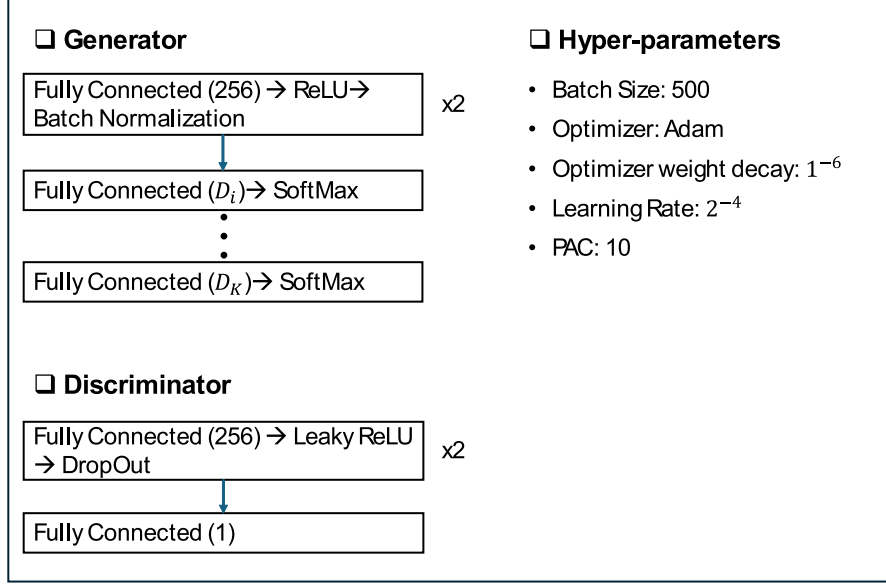 ❑ Generator
Fully Connected (256) → ReLU→
Batch Normalization
x2
Fully Connected (𝐷ᵢ)→ SoftMax
Fully Connected (𝐷_K)→ SoftMax
❑ Discriminator
Fully Connected (256) → Leaky ReLU
→ DropOut
x2
Fully Connected (1)
❑ Hyper-parameters
• Batch Size: 500
• Optimizer: Adam
• Optimizer weight decay: 1⁻⁶
• Learning Rate: 2⁻⁴
• PAC: 10